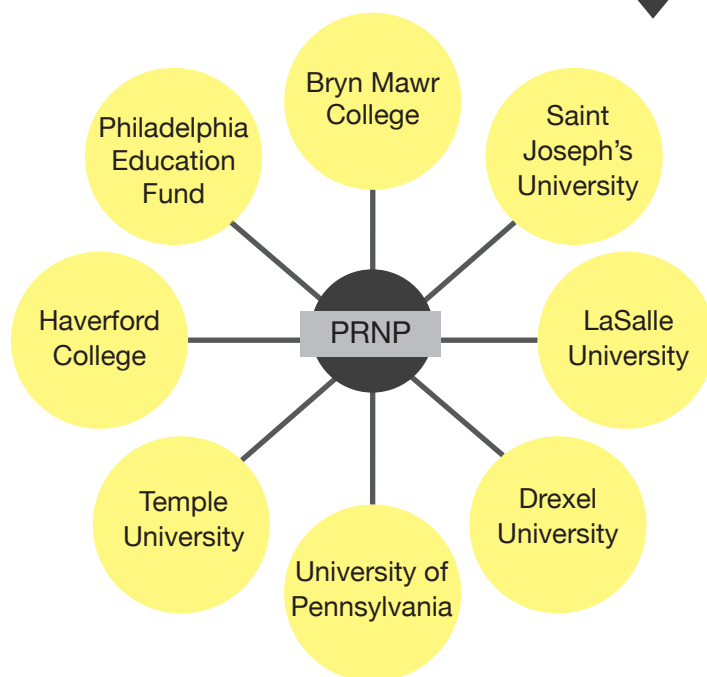 Bryn Mawr
College
Philadelphia
Education
Fund
Saint
Joseph’s
University
Haverford
College
PRNP
LaSalle
University
Temple
University
Drexel
University
University of
Pennsylvania